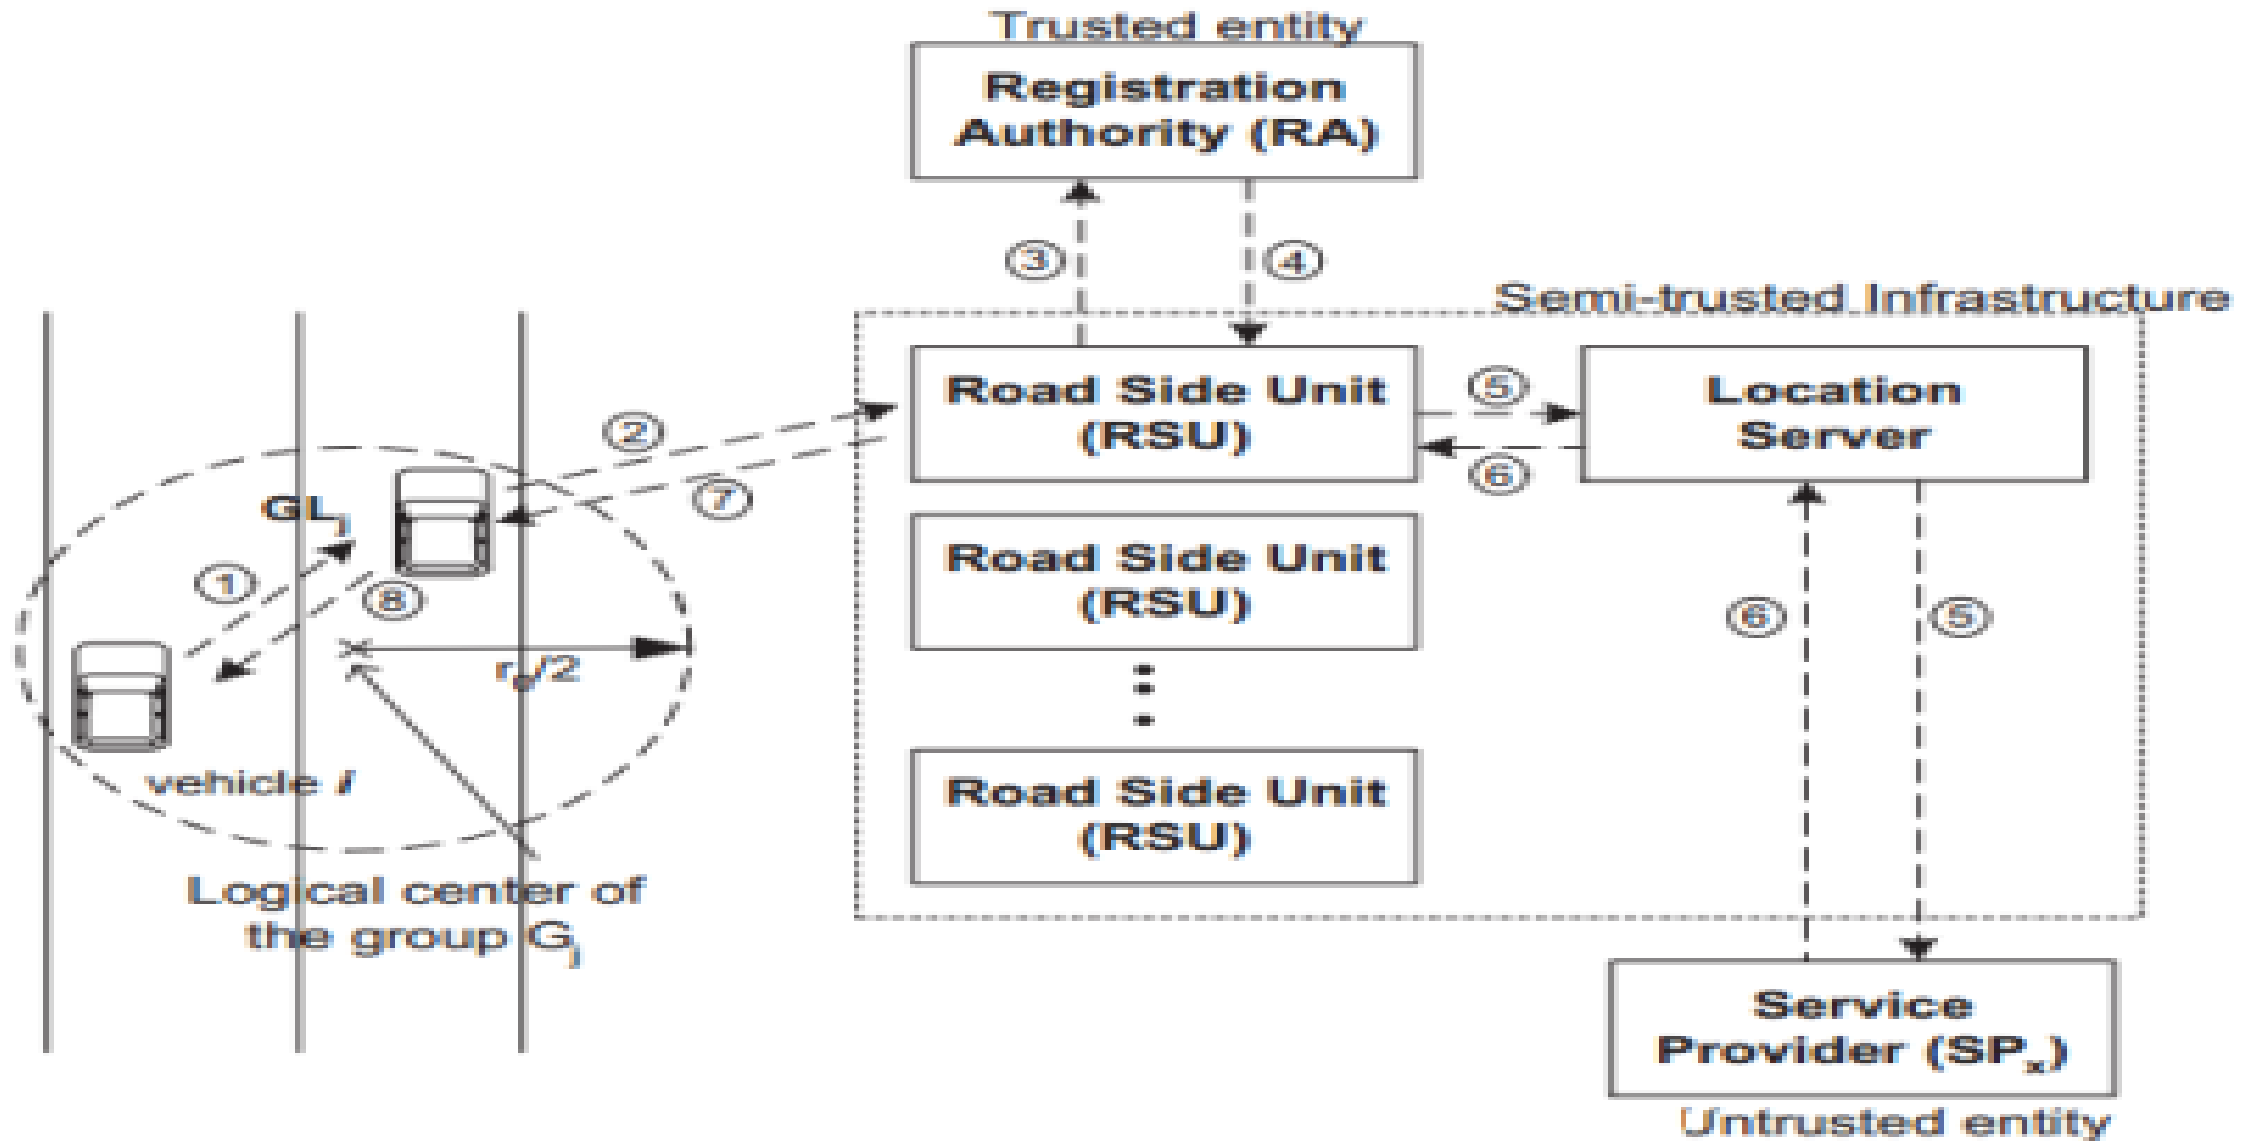 Trusted entity
Registration
Authority (RA)
③
④
Semi-trusted Infrastructure
Road Side Unit
(RSU)
⑤
⑥
Location
Server
②
⑦
GLj
①
⑧
Road Side Unit
(RSU)
⑥
⑤
rg/2
vehicle i
Road Side Unit
(RSU)
Logical center of
the group Gj
Service
Provider (SPx)
Untrusted entity